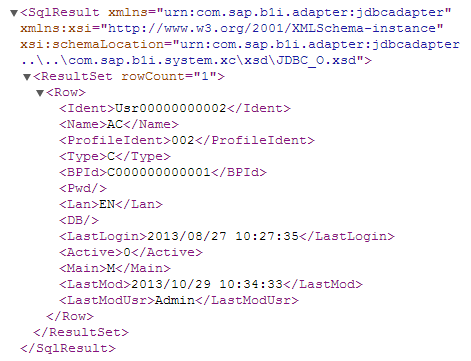 ▼<SqlResult xmlns="urn:com.sap.b1i.adapter:jdbcadapter"
xmlns:xsi="http://www.w3.org/2001/XMLSchema-instance"
xsi:schemaLocation="urn:com.sap.b1i.adapter:jdbcadapter
..\..\com.sap.b1i.system.xc\xsd\JDBC_O.xsd">
▼<ResultSet rowCount="1">
▼<Row>
<Ident>Usr00000000002</Ident>
<Name>AC</Name>
<ProfileIdent>002</ProfileIdent>
<Type>C</Type>
<BPId>C000000000001</BPId>
<Pwd/>
<Lan>EN</Lan>
<DB/>
<LastLogin>2013/08/27 10:27:35</LastLogin>
<Active>0</Active>
<Main>M</Main>
<LastMod>2013/10/29 10:34:33</LastMod>
<LastModUsr>Admin</LastModUsr>
</Row>
</ResultSet>
</SqlResult>